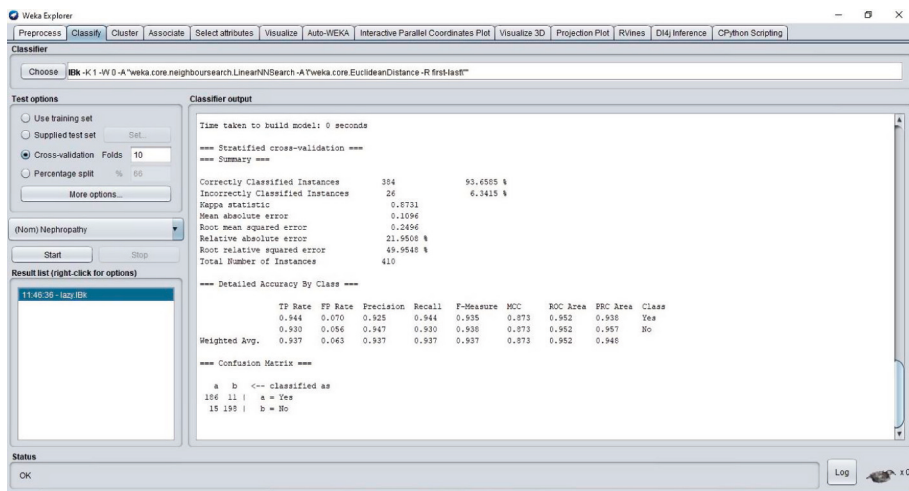 Weka Explorer
Preprocess Classify Cluster Associate Select attributes Visualize Auto-WEKA Interactive Parallel Coordinates Plot Visualize 3D Projection Plot RVines Dl4j Inference CPython Scripting
Classifier
Choose IBk -K 1 -W 0 -A "weka.core.neighboursearch.LinearNNSearch -A \"weka.core.EuclideanDistance -R first-last\""
Test options
Use training set
Supplied test set Set...
Cross-validation Folds 10
Percentage split % 66
More options...
(Nom) Nephropathy
Start Stop
Result list (right-click for options)
11:46:36 - lazy.IBk
Classifier output
Time taken to build model: 0 seconds
=== Stratified cross-validation ===
=== Summary ===
Correctly Classified Instances 384 93.6585 %
Incorrectly Classified Instances 26 6.3415 %
Kappa statistic 0.8731
Mean absolute error 0.1096
Root mean squared error 0.2496
Relative absolute error 21.9508 %
Root relative squared error 49.9548 %
Total Number of Instances 410
=== Detailed Accuracy By Class ===
TP Rate FP Rate Precision Recall F-Measure MCC ROC Area PRC Area Class
0.944 0.070 0.925 0.944 0.935 0.873 0.952 0.938 Yes
0.930 0.056 0.947 0.930 0.938 0.873 0.952 0.957 No
Weighted Avg. 0.937 0.063 0.937 0.937 0.937 0.873 0.952 0.948
=== Confusion Matrix ===
a b <-- classified as
186 11 | a = Yes
15 198 | b = No
Status
OK
Log
x 0